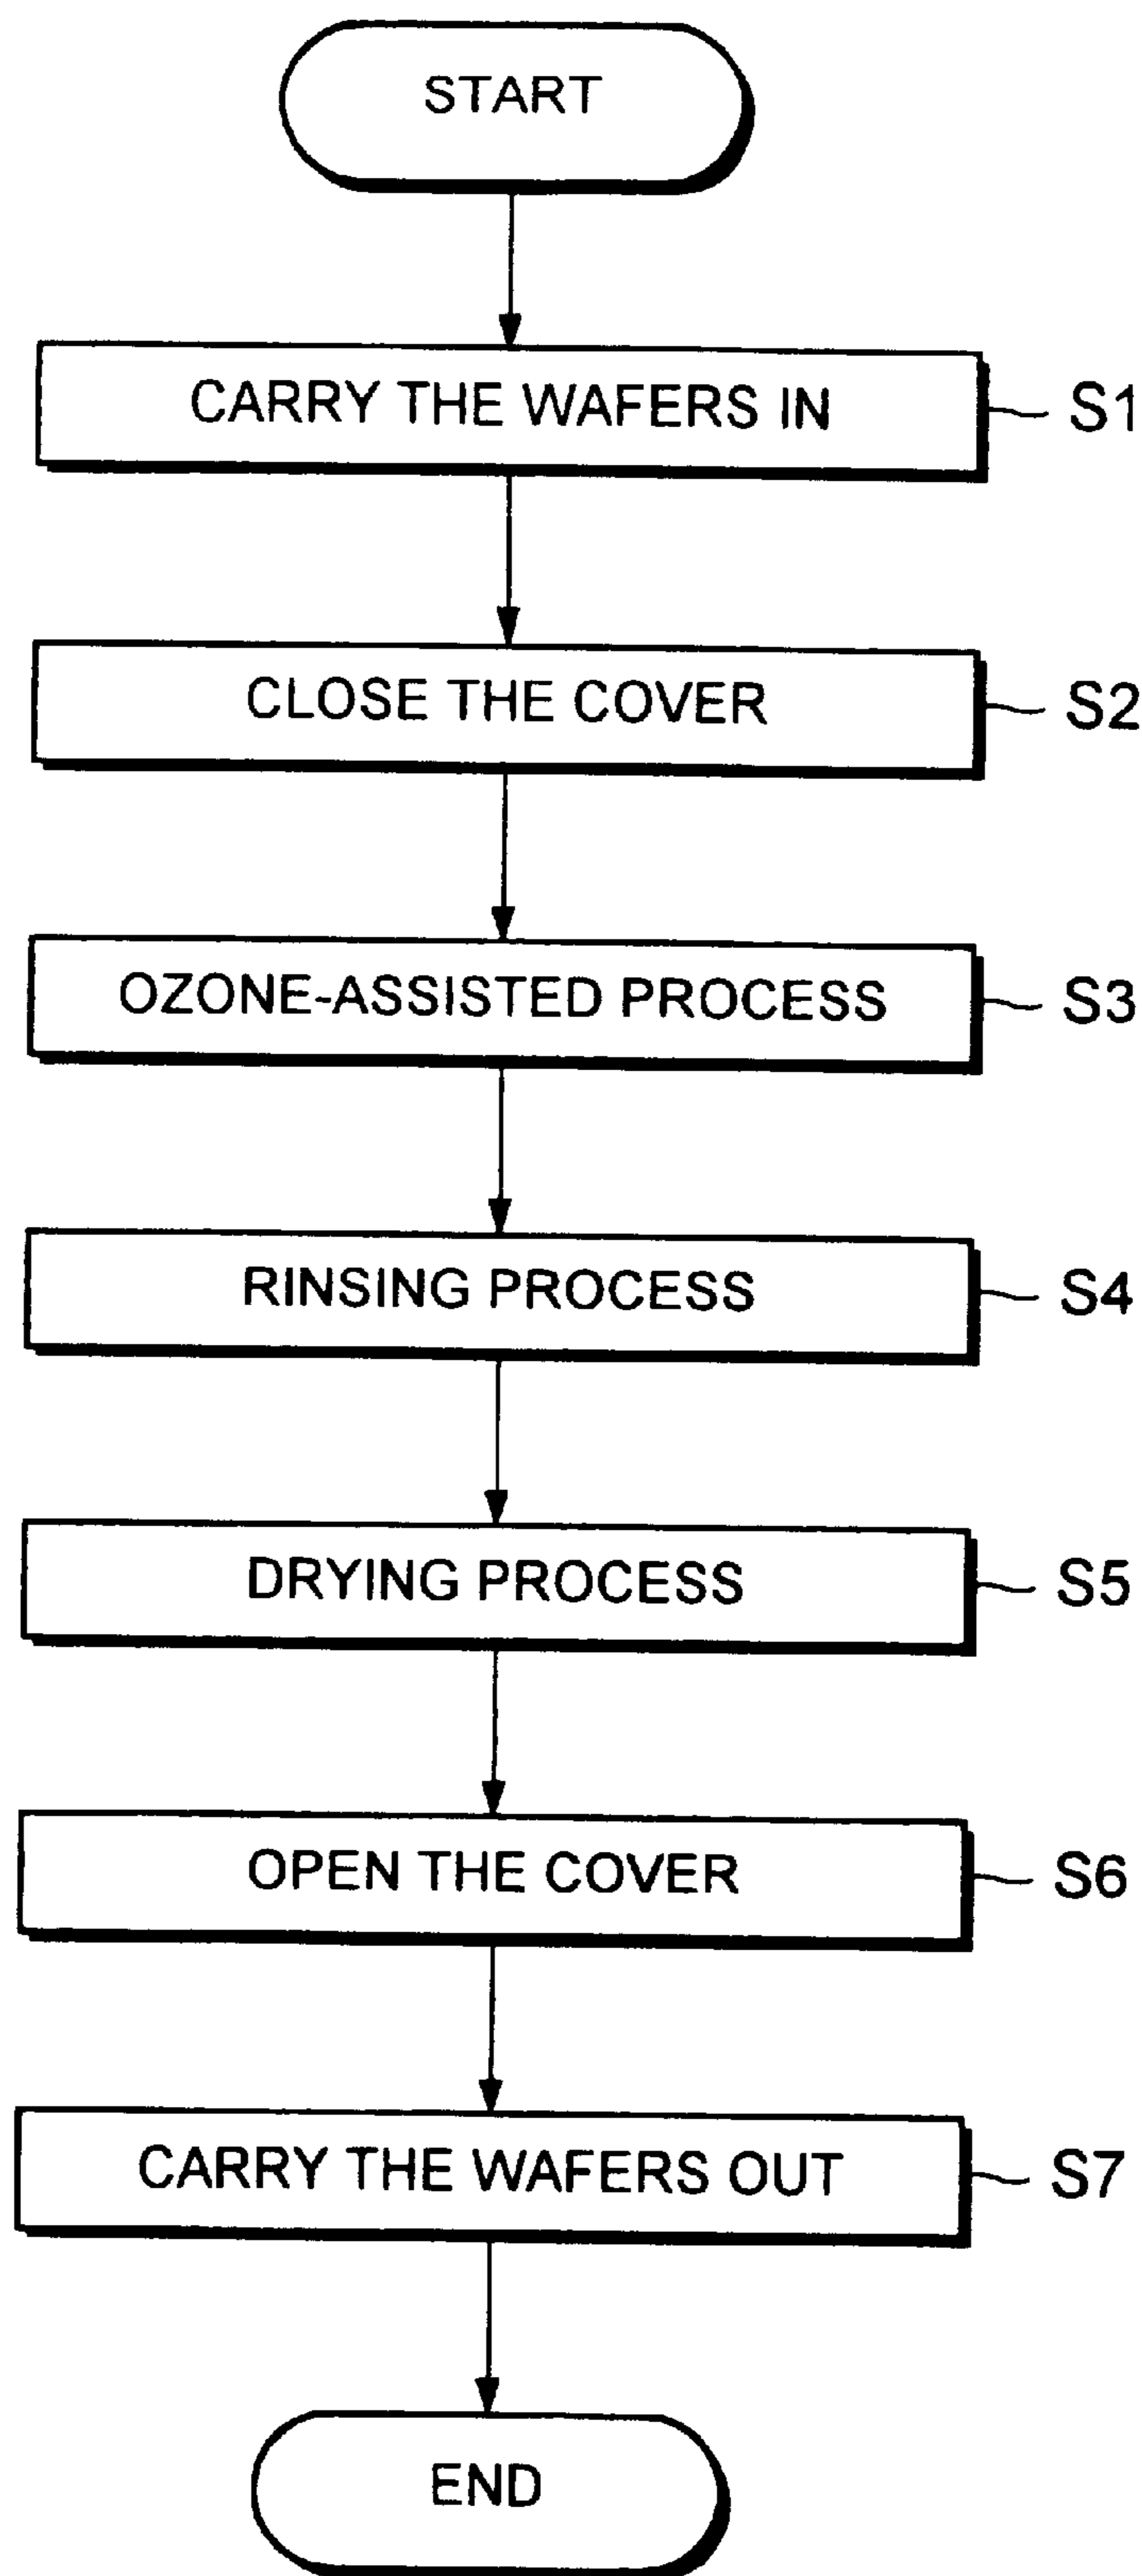 START
CARRY THE WAFERS IN S1
CLOSE THE COVER S2
OZONE-ASSISTED PROCESS S3
RINSING PROCESS S4
DRYING PROCESS S5
OPEN THE COVER S6
CARRY THE WAFERS OUT S7
END